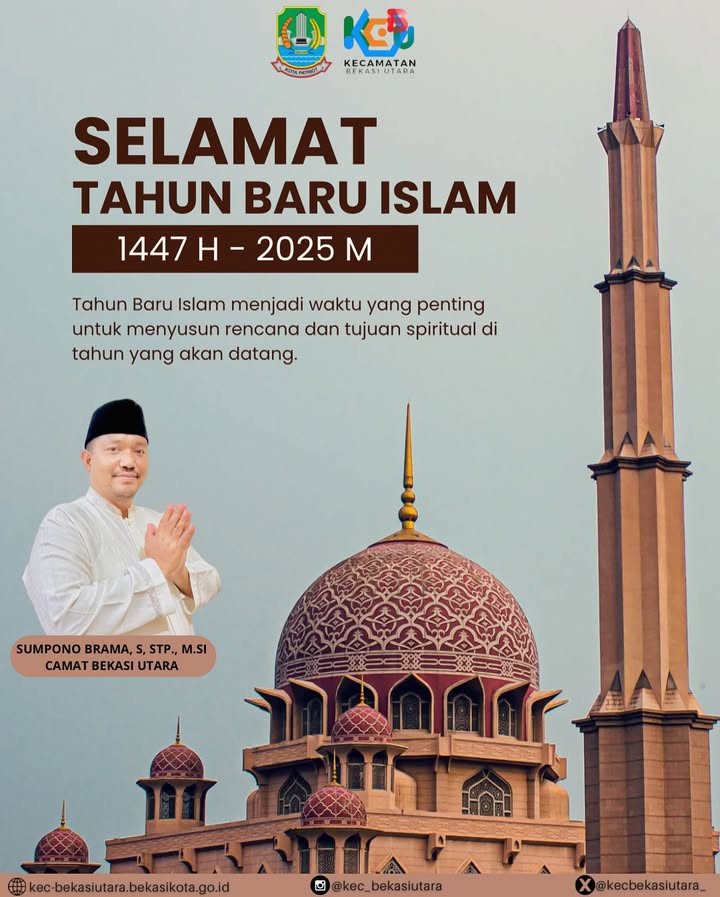 KOTA PATRIOT
KECAMATAN
BEKASI UTARA
SELAMAT
TAHUN BARU ISLAM
1447 H - 2025 M
Tahun Baru Islam menjadi waktu yang penting
untuk menyusun rencana dan tujuan spiritual di
tahun yang akan datang.
SUMPONO BRAMA, S, STP., M.SI
CAMAT BEKASI UTARA
kec-bekasiutara.bekasikota.go.id
@kec_bekasiutara
@kecbekasiutara_